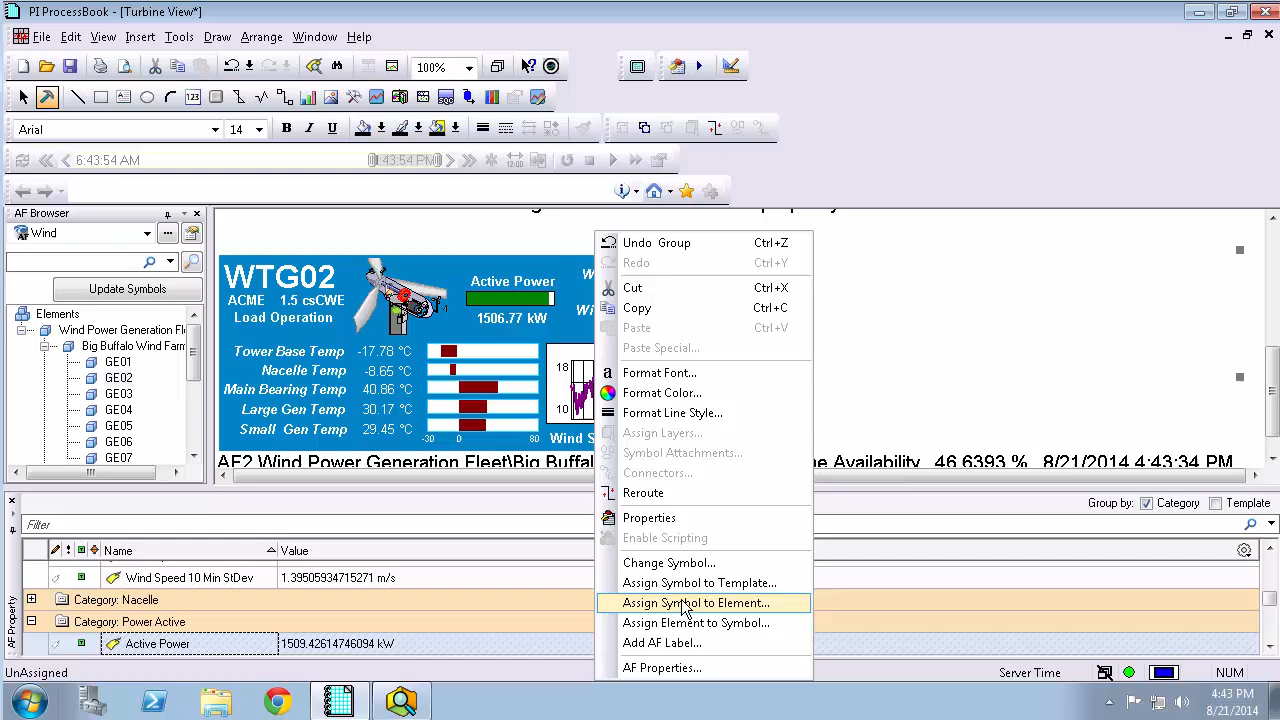 PI ProcessBook - [Turbine View*]
File Edit View Insert Tools Draw Arrange Window Help
100%
Arial 14 B I U
6:43:54 AM :43:54 PM
AF Browser
Wind
Update Symbols
Elements
Wind Power Generation Fle
Big Buffalo Wind Farm
GE01
GE02
GE03
GE04
GE05
GE06
GE07
WTG02
ACME 1.5 csCWE
Load Operation
Active Power
1506.77 kW
Tower Base Temp -17.78 °C
Nacelle Temp -8.65 °C
Main Bearing Temp 40.86 °C
Large Gen Temp 30.17 °C
Small Gen Temp 29.45 °C
-30 0 80
18
10
Wind S
AF2 Wind Power Generation Fleet\Big Buffal
ne Availability 46.6393 % 8/21/2014 4:43:34 PM
Undo Group Ctrl+Z
Redo Ctrl+Y
Cut Ctrl+X
Copy Ctrl+C
Paste Ctrl+V
Paste Special...
Format Font...
Format Color...
Format Line Style...
Assign Layers...
Symbol Attachments...
Connectors...
Reroute
Properties
Enable Scripting
Change Symbol...
Assign Symbol to Template...
Assign Symbol to Element...
Assign Element to Symbol...
Add AF Label...
AF Properties...
AF Property
Group by: Category Template
Filter
Name Value
Wind Speed 10 Min StDev 1.39505934715271 m/s
Category: Nacelle
Category: Power Active
Active Power 1509.42614746094 kW
UnAssigned
Server Time NUM
4:43 PM
8/21/2014